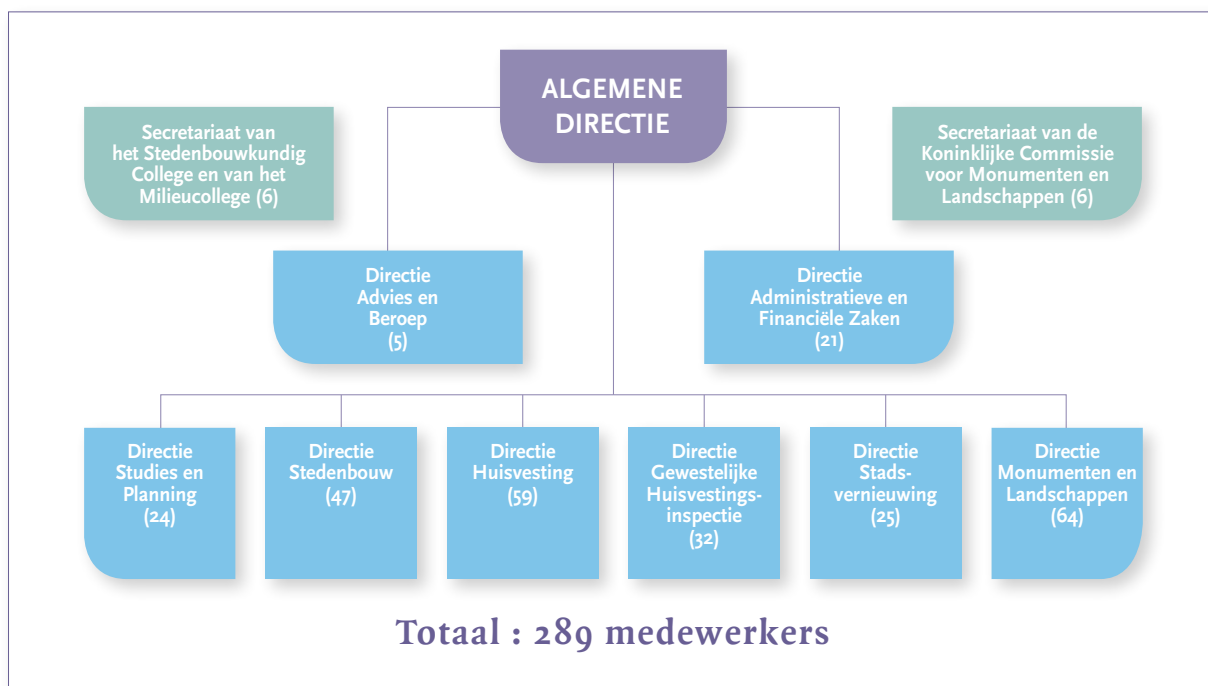 ALGEMENE
DIRECTIE
Secretariaat van
het Stedenbouwkundig
College en van het
Milieucollege (6)
Secretariaat van de
Koninklijke Commissie
voor Monumenten en
Landschappen (6)
Directie
Advies en
Beroep
(5)
Directie
Administratieve en
Financiële Zaken
(21)
Directie
Studies en
Planning
(24)
Directie
Stedenbouw
(47)
Directie
Huisvesting
(59)
Directie
Gewestelijke
Huisvestings-
inspectie
(32)
Directie
Stads-
vernieuwing
(25)
Directie
Monumenten en
Landschappen
(64)
Totaal : 289 medewerkers